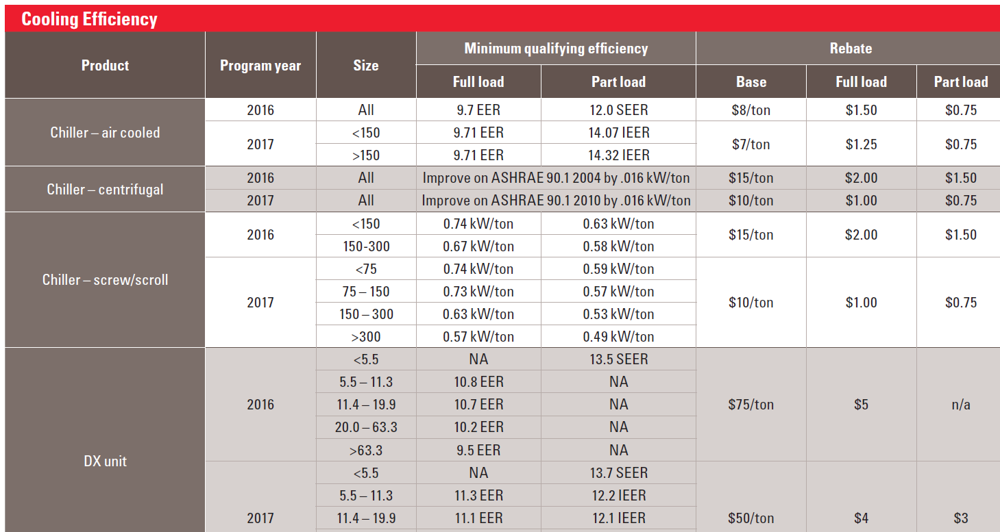 Cooling Efficiency
Product Program year Size Minimum qualifying efficiency Rebate
Full load Part load Base Full load Part load
Chiller – air cooled 2016 All 9.7 EER 12.0 SEER $8/ton $1.50 $0.75
2017 <150 9.71 EER 14.07 IEER $7/ton $1.25 $0.75
>150 9.71 EER 14.32 IEER
Chiller – centrifugal 2016 All Improve on ASHRAE 90.1 2004 by .016 kW/ton $15/ton $2.00 $1.50
2017 All Improve on ASHRAE 90.1 2010 by .016 kW/ton $10/ton $1.00 $0.75
Chiller – screw/scroll 2016 <150 0.74 kW/ton 0.63 kW/ton $15/ton $2.00 $1.50
150-300 0.67 kW/ton 0.58 kW/ton
2017 <75 0.74 kW/ton 0.59 kW/ton $10/ton $1.00 $0.75
75 – 150 0.73 kW/ton 0.57 kW/ton
150 – 300 0.63 kW/ton 0.53 kW/ton
>300 0.57 kW/ton 0.49 kW/ton
DX unit 2016 <5.5 NA 13.5 SEER $75/ton $5 n/a
5.5 – 11.3 10.8 EER NA
11.4 – 19.9 10.7 EER NA
20.0 – 63.3 10.2 EER NA
>63.3 9.5 EER NA
2017 <5.5 NA 13.7 SEER $50/ton $4 $3
5.5 – 11.3 11.3 EER 12.2 IEER
11.4 – 19.9 11.1 EER 12.1 IEER